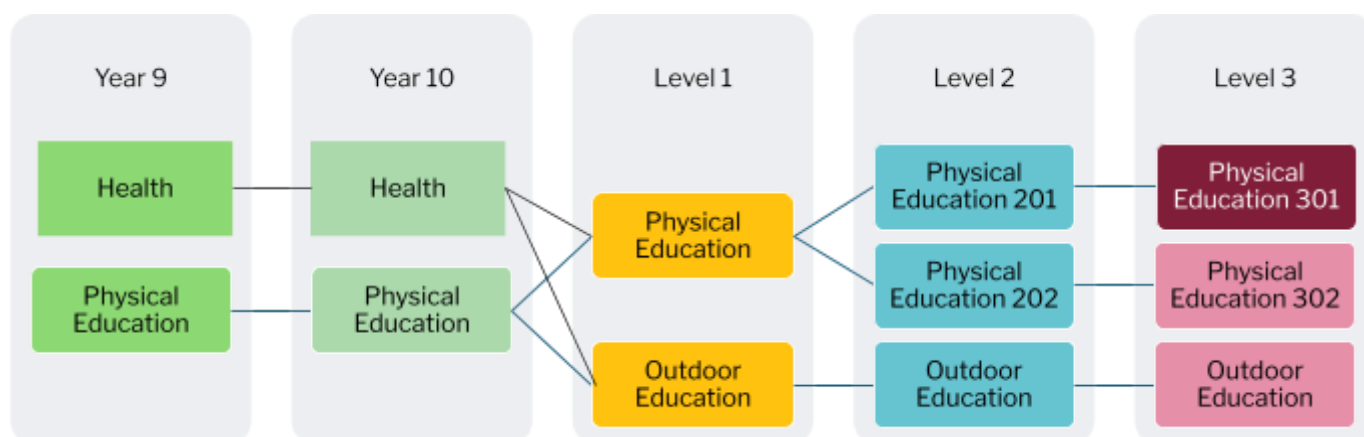 Year 9
Year 10
Level 1
Level 2
Level 3
Health
Health
Physical
Education
Physical
Education 201
Physical
Education 301
Physical
Education
Physical
Education
Physical
Education 202
Physical
Education 302
Outdoor
Education
Outdoor
Education
Outdoor
Education